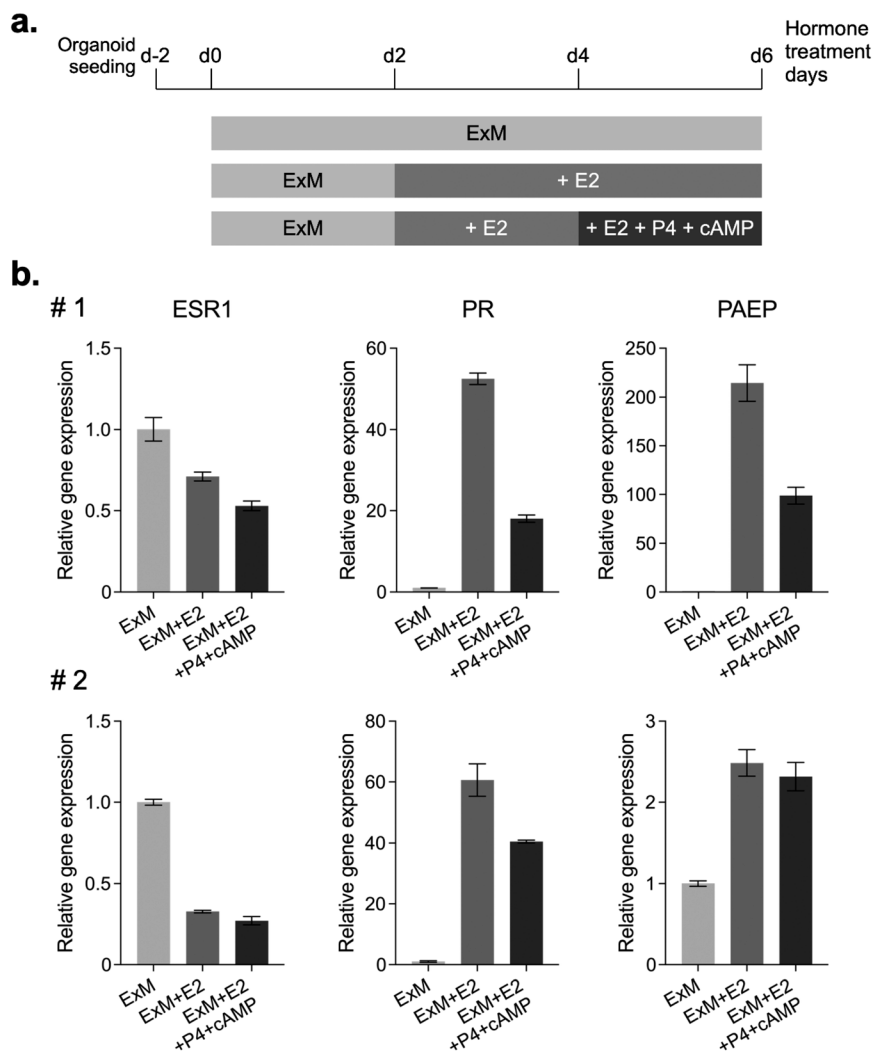 a.
Organoid seeding d-2 d0 d2 d4 d6 Hormone treatment days
ExM
ExM + E2
ExM + E2 + E2 + P4 + cAMP
b.
# 1 ESR1 PR PAEP
Relative gene expression
1.5
1.0
0.5
0
ExM
ExM+E2
ExM+E2
+P4+cAMP
Relative gene expression
60
40
20
0
ExM
ExM+E2
ExM+E2
+P4+cAMP
Relative gene expression
250
200
150
100
50
0
ExM
ExM+E2
ExM+E2
+P4+cAMP
# 2
Relative gene expression
1.5
1.0
0.5
0
ExM
ExM+E2
ExM+E2
+P4+cAMP
Relative gene expression
80
60
40
20
0
ExM
ExM+E2
ExM+E2
+P4+cAMP
Relative gene expression
3
2
1
0
ExM
ExM+E2
ExM+E2
+P4+cAMP